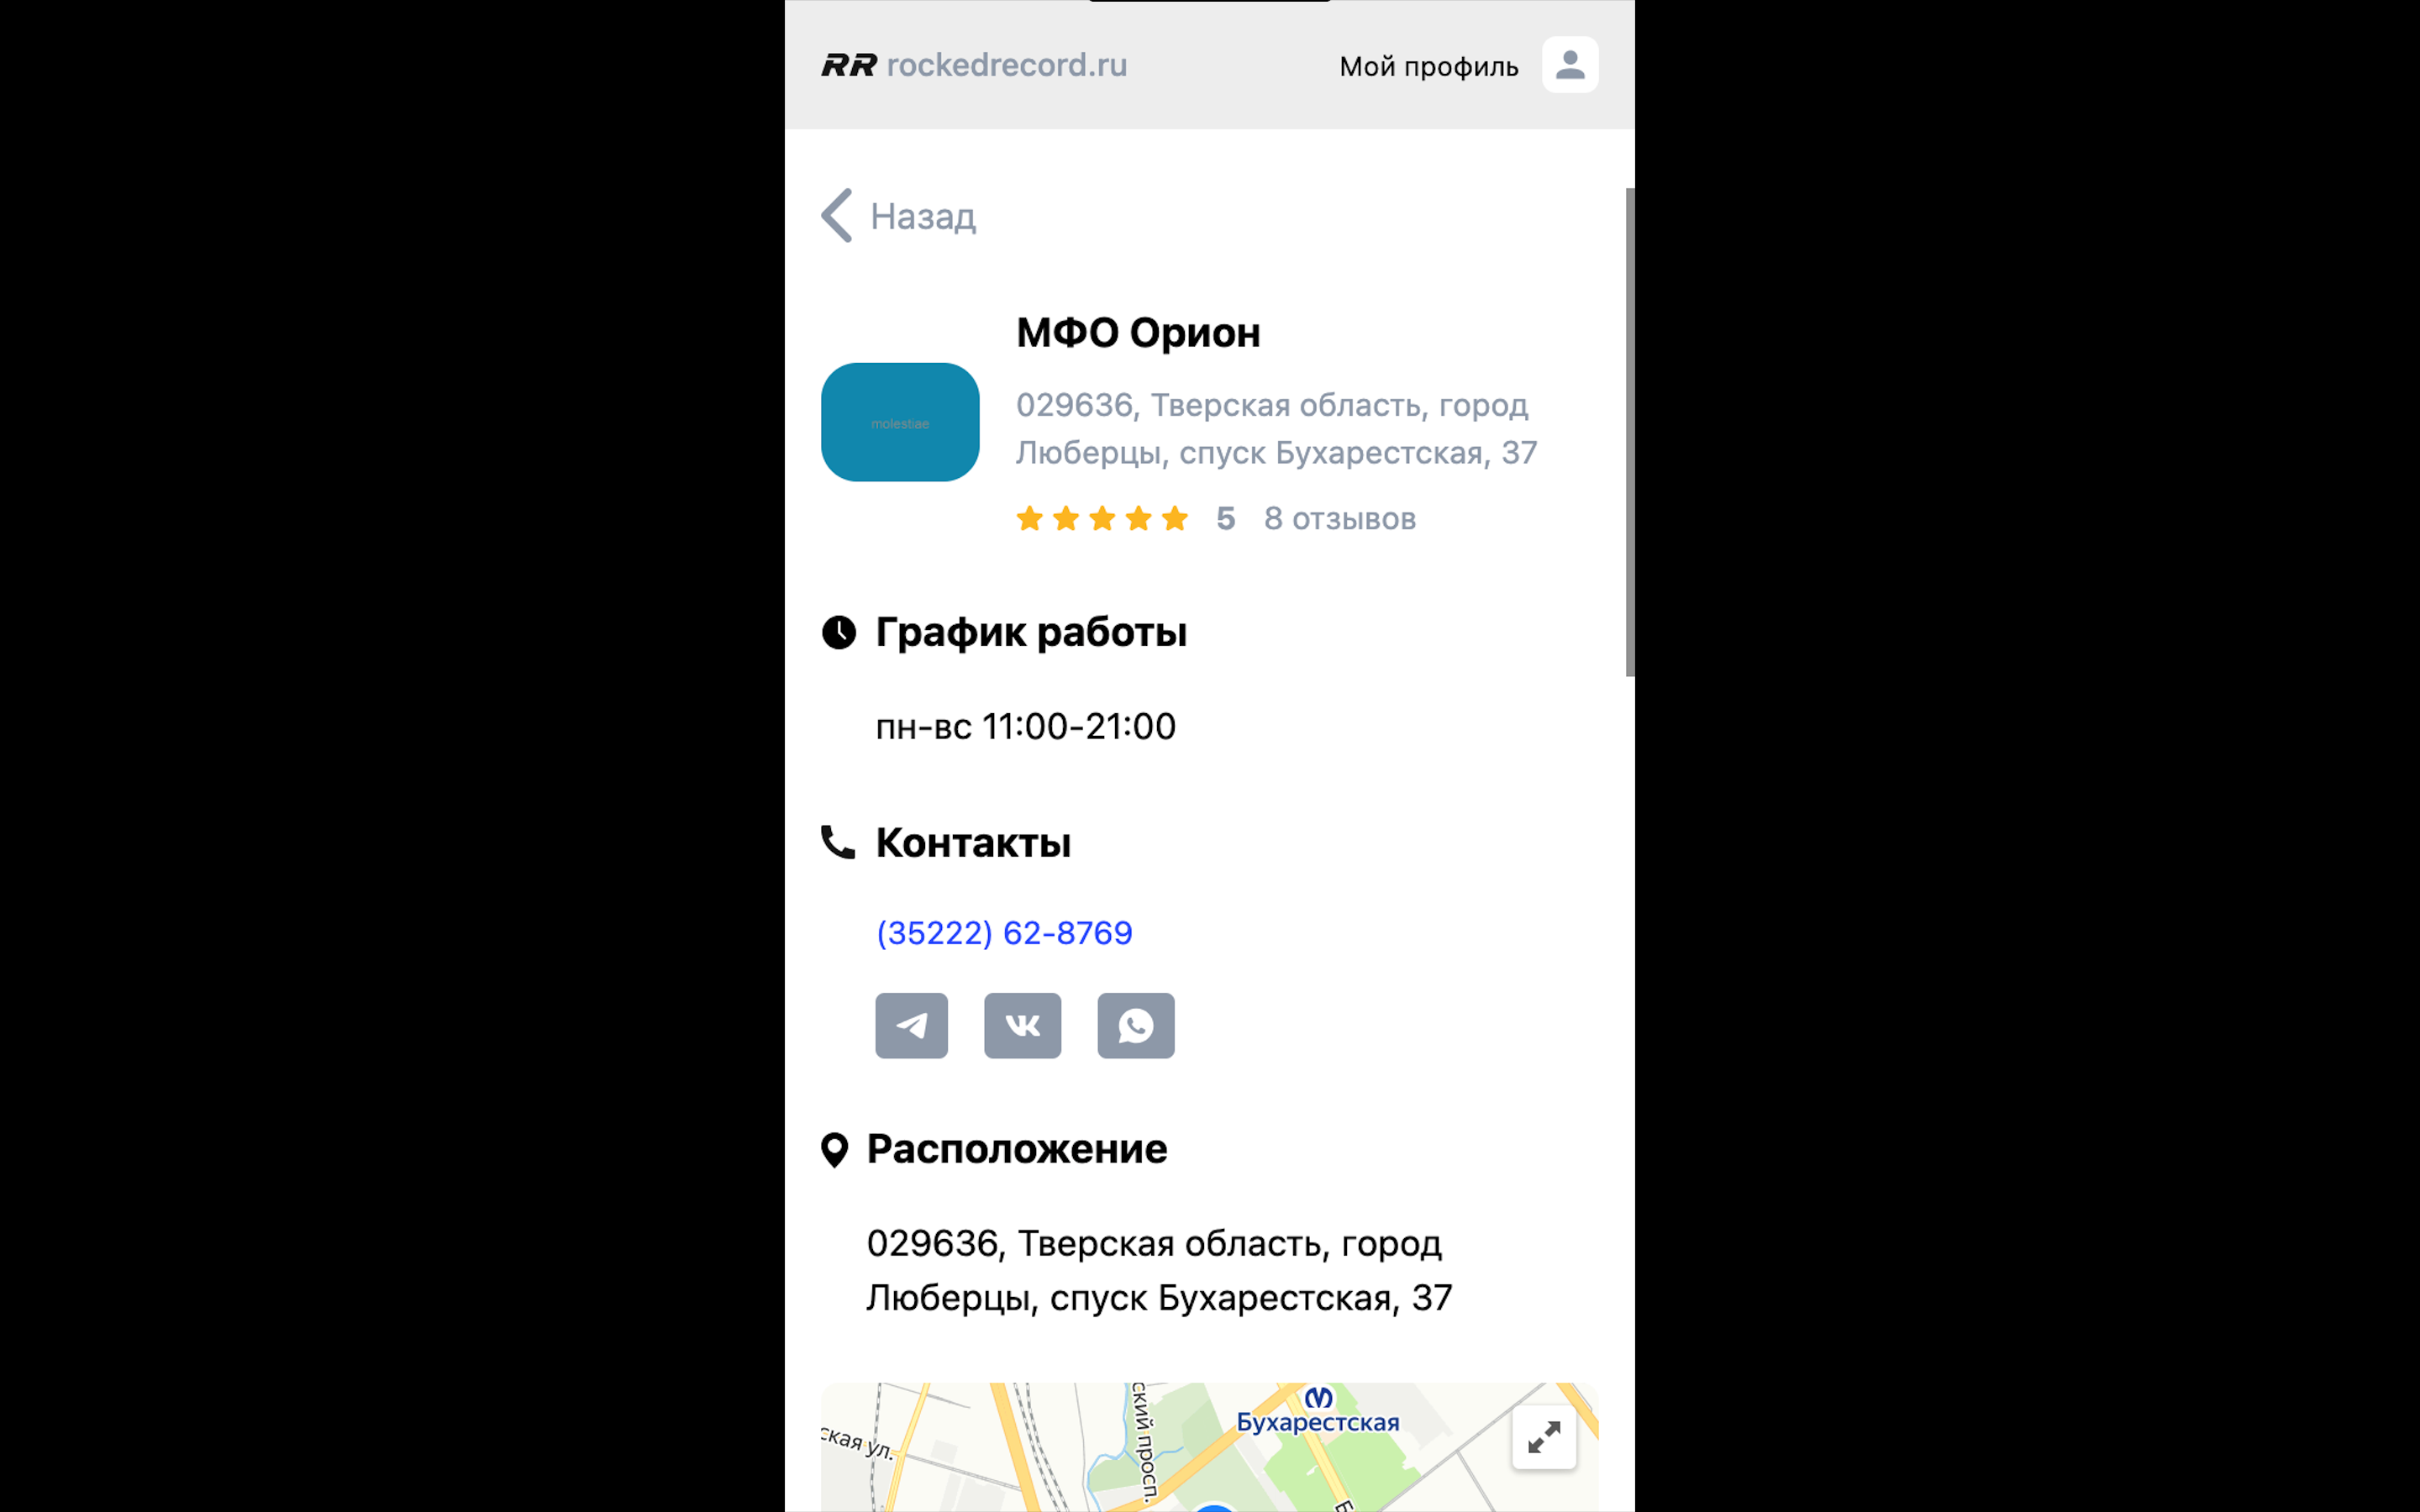 RR rockedrecord.ru
Мой профиль
Назад
МФО Орион
029636, Тверская область, город
Люберцы, спуск Бухарестская, 37
molestiae
5 8 отзывов
График работы
пн-вс 11:00-21:00
Контакты
(35222) 62-8769
Расположение
029636, Тверская область, город
Люберцы, спуск Бухарестская, 37
ский просп.
Бухарестская
ская ул.